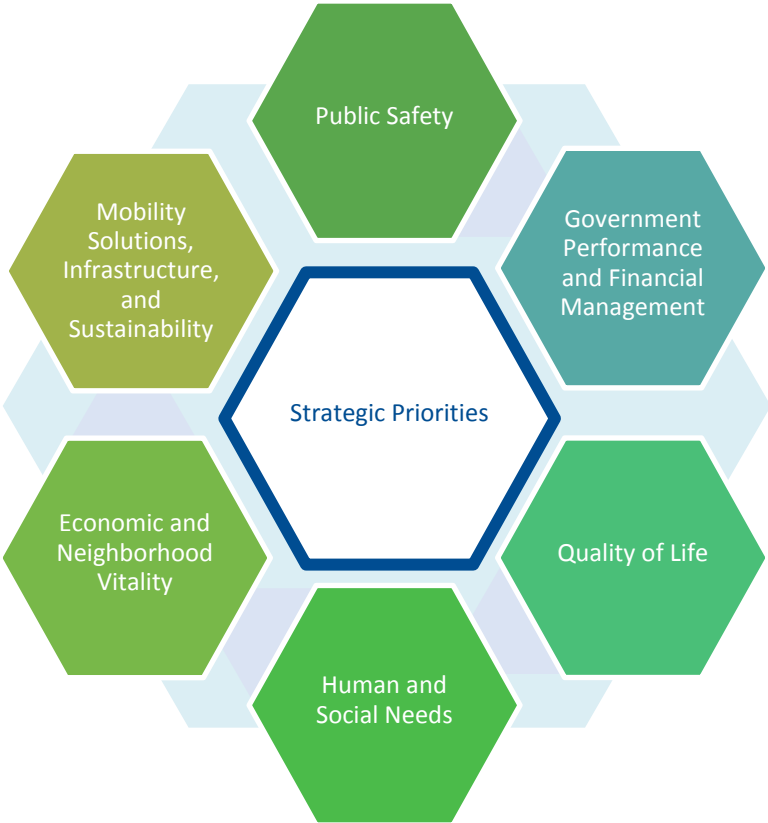 Public Safety
Government
Performance
and Financial
Management
Quality of Life
Human and
Social Needs
Economic and
Neighborhood
Vitality
Mobility
Solutions,
Infrastructure,
and
Sustainability
Strategic Priorities